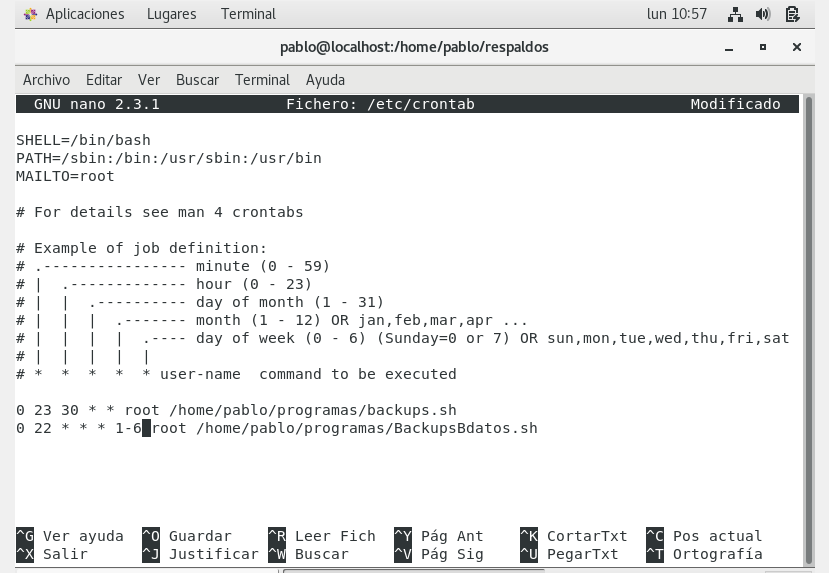 Aplicaciones Lugares Terminal lun 10:57
pablo@localhost:/home/pablo/respaldos
Archivo Editar Ver Buscar Terminal Ayuda
GNU nano 2.3.1 Fichero: /etc/crontab Modificado
SHELL=/bin/bash
PATH=/sbin:/bin:/usr/sbin:/usr/bin
MAILTO=root
# For details see man 4 crontabs
# Example of job definition:
# .---------------- minute (0 - 59)
# |  .------------- hour (0 - 23)
# |  |  .---------- day of month (1 - 31)
# |  |  |  .------- month (1 - 12) OR jan,feb,mar,apr ...
# |  |  |  |  .---- day of week (0 - 6) (Sunday=0 or 7) OR sun,mon,tue,wed,thu,fri,sat
# |  |  |  |  |
# *  *  *  *  * user-name  command to be executed
0 23 30 * * root /home/pablo/programas/backups.sh
0 22 * * * 1-6 root /home/pablo/programas/BackupsBdatos.sh
^G Ver ayuda ^O Guardar ^R Leer Fich ^Y Pág Ant ^K CortarTxt ^C Pos actual
^X Salir ^J Justificar ^W Buscar ^V Pág Sig ^U PegarTxt ^T Ortografía